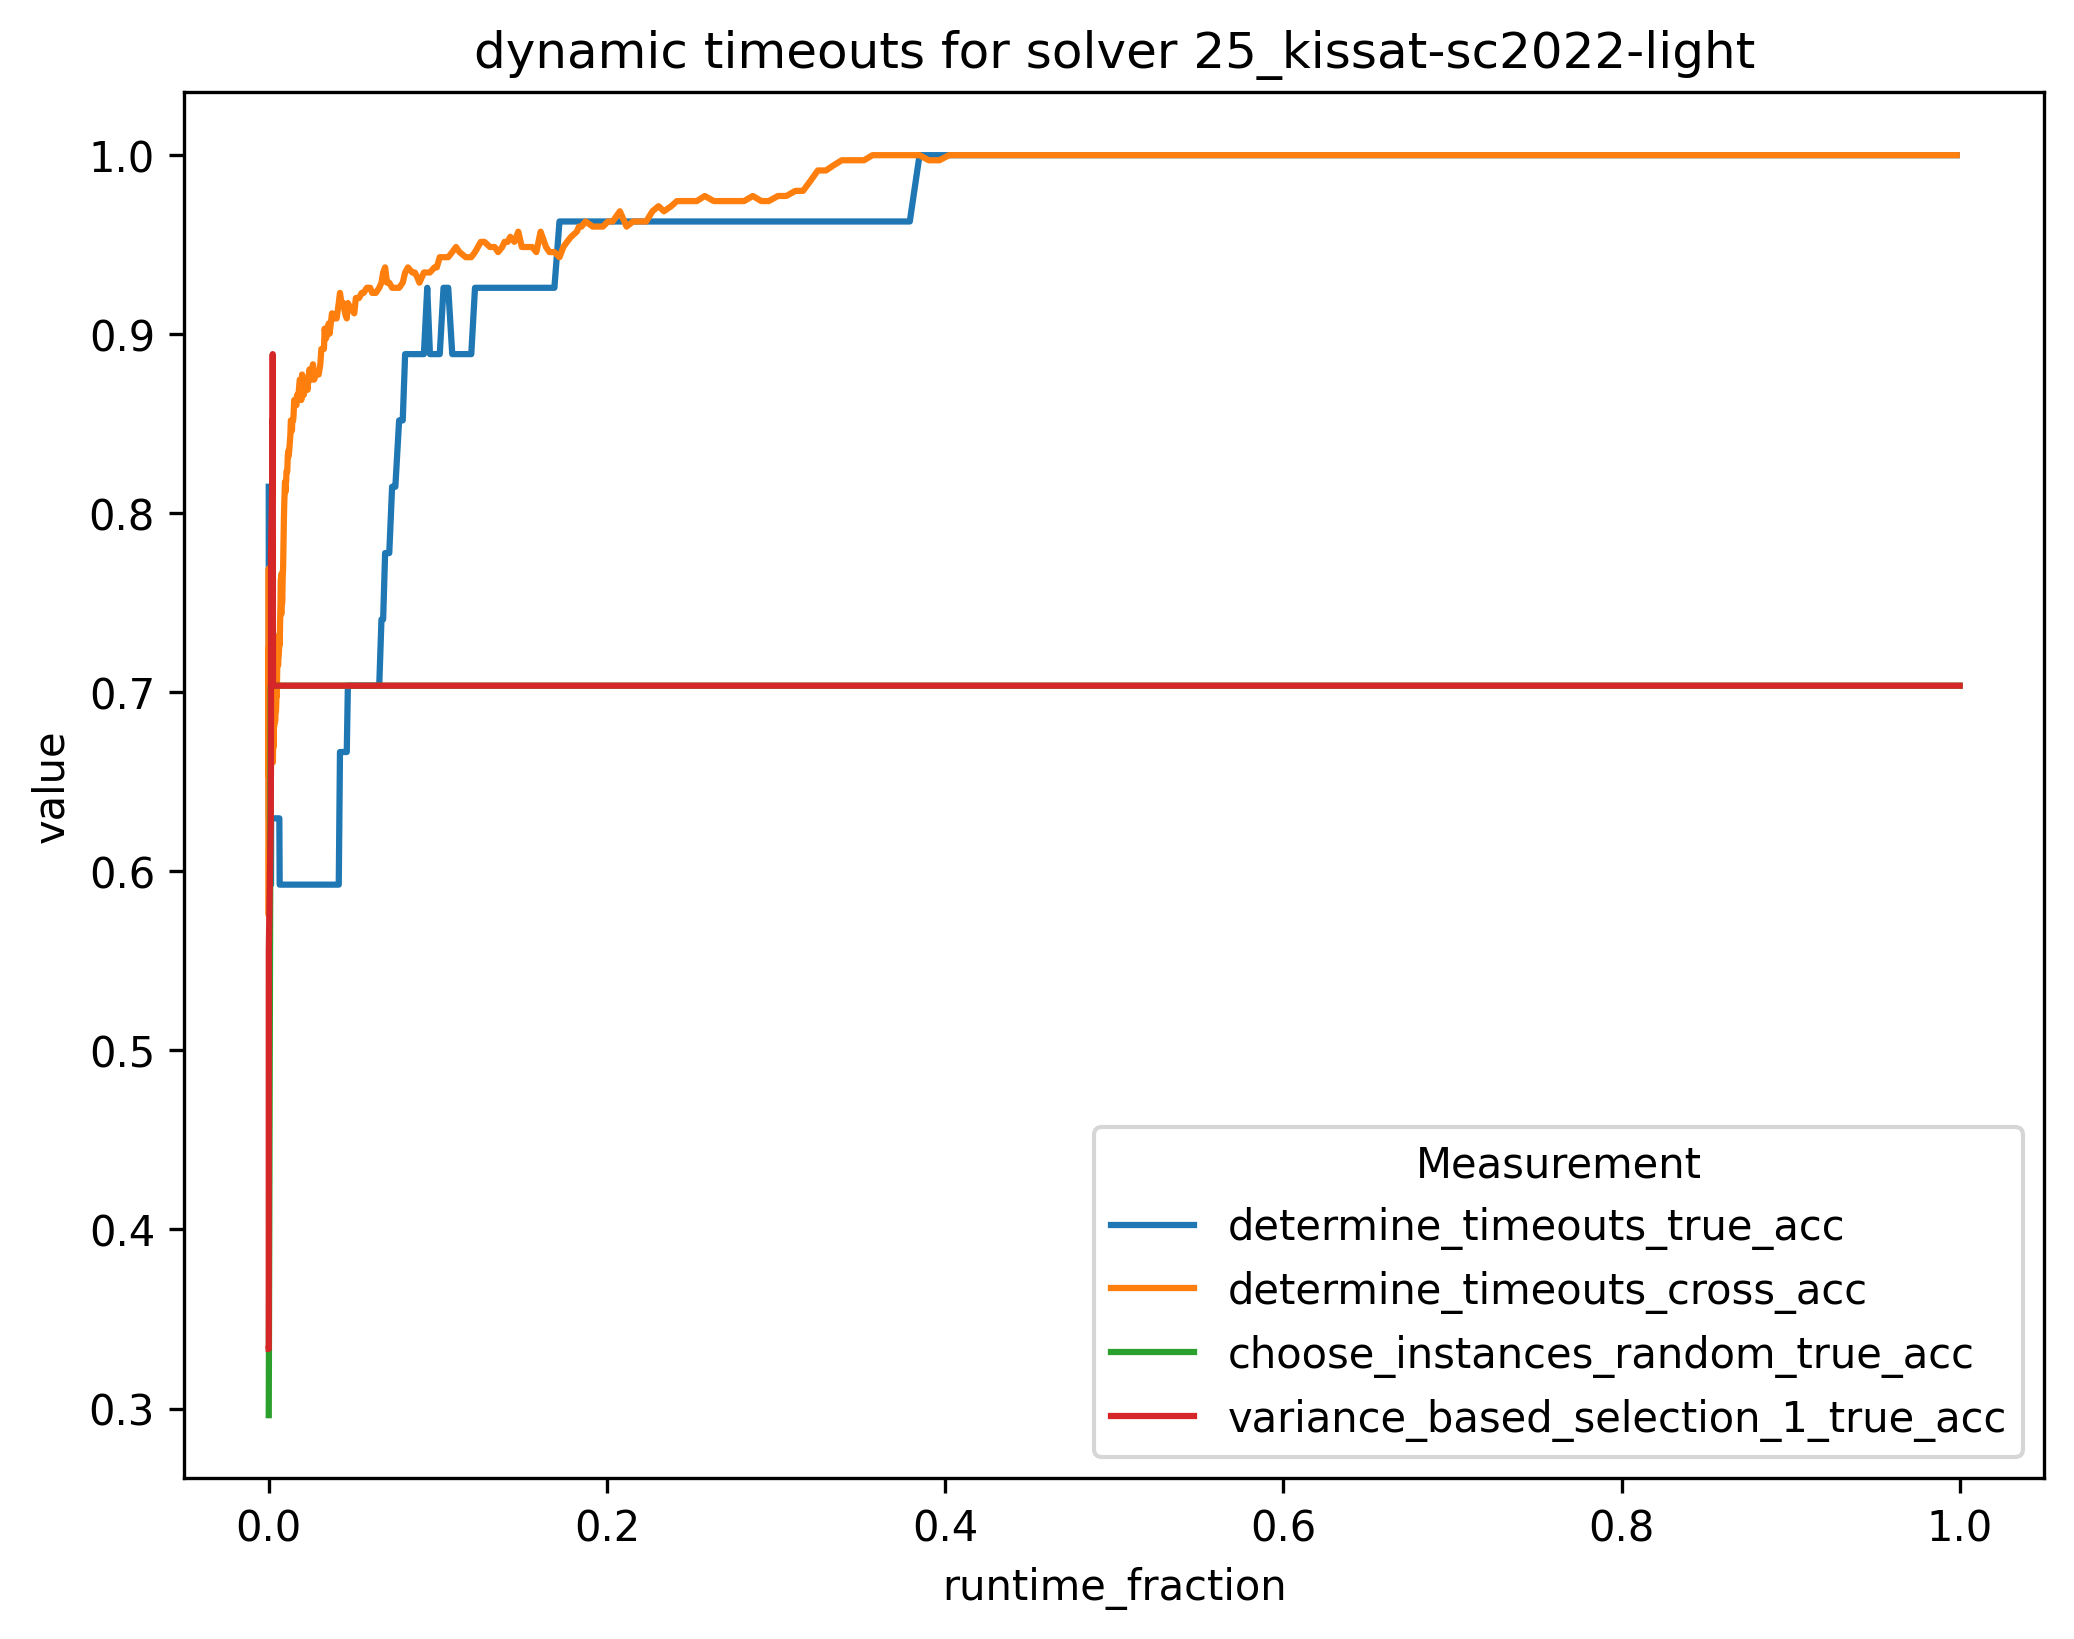 dynamic timeouts for solver 25_kissat-sc2022-light
1.0
0.9
0.8
0.7
0.6
0.5
0.4
0.3
value
Measurement
determine_timeouts_true_acc
determine_timeouts_cross_acc
choose_instances_random_true_acc
variance_based_selection_1_true_acc
0.0 0.2 0.4 0.6 0.8 1.0
runtime_fraction